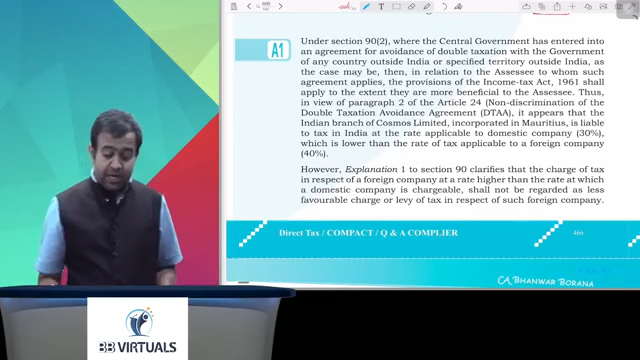 A1
Under section 90(2), where the Central Government has entered into
an agreement for avoidance of double taxation with the Government
of any country outside India or specified territory outside India,
as the case may be, then, in relation to the Assessee to whom such
agreement applies, the provisions of the Income-tax Act, 1961 shall
apply to the extent they are more beneficial to the Assessee. Thus,
in view of paragraph 2 of the Article 24 (Non-discrimination of the
Double Taxation Avoidance Agreement (DTAA), it appears that the
Indian branch of Cosmos Limited, incorporated in Mauritius, is liable
to tax in India at the rate applicable to domestic company (30%),
which is lower than the rate of tax applicable to a foreign company
(40%).
However, Explanation 1 to section 90 clarifies that the charge of tax
in respect of a foreign company at a rate higher than the rate at which
a domestic company is chargeable, shall not be regarded as less
favourable charge or levy of tax in respect of such foreign company.
Direct Tax / COMPACT / Q & A COMPLIER
466
CA BHANWAR BORANA
BB VIRTUALS